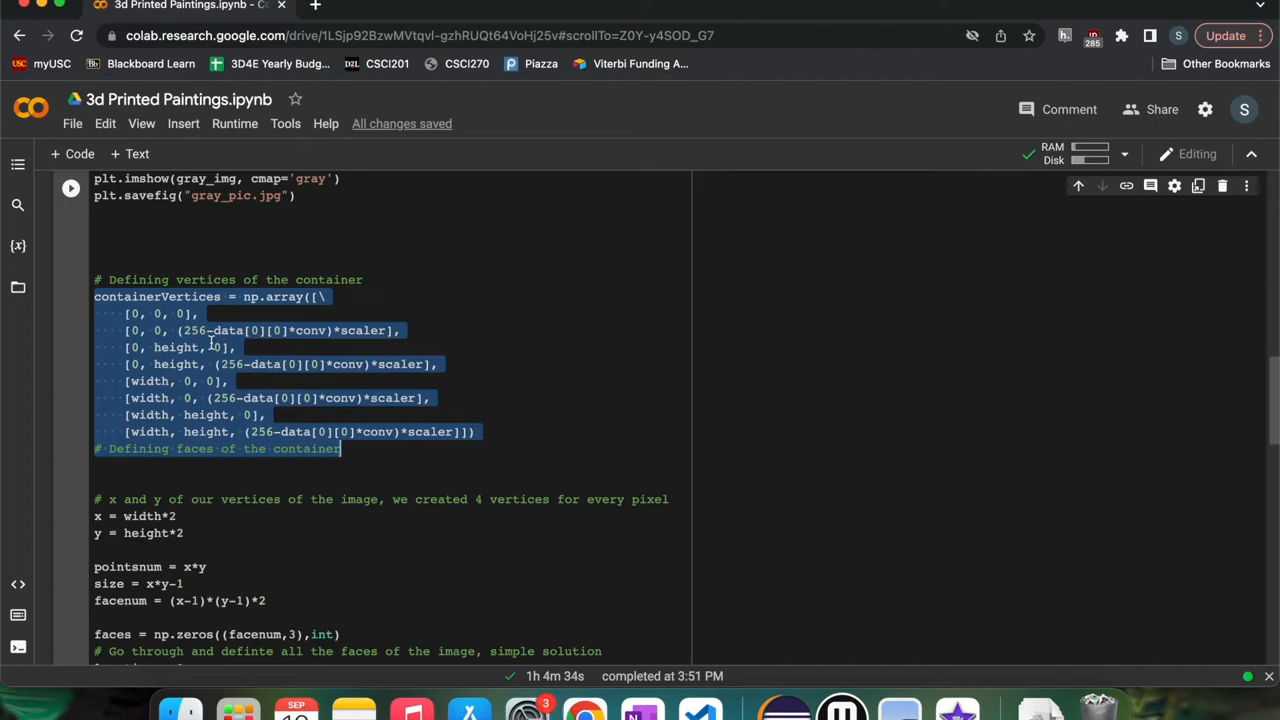 3d Printed Paintings.ipynb - Co
colab.research.google.com/drive/1LSjp92BzwMVtqvl-gzhRUQt64VoHj25v#scrollTo=Z0Y-y4SOD_G7
285
S
Update
myUSC
Blackboard Learn
3D4E Yearly Budg...
D2L CSCI201
CSCI270
Piazza
Viterbi Funding A...
Other Bookmarks
3d Printed Paintings.ipynb
Comment
Share
S
File Edit View Insert Runtime Tools Help All changes saved
+ Code + Text
RAM
Disk
Editing
plt.imshow(gray_img, cmap='gray')
plt.savefig("gray_pic.jpg")
# Defining vertices of the container
containerVertices = np.array([\
[0, 0, 0],
[0, 0, (256-data[0][0]*conv)*scaler],
[0, height, 0],
[0, height, (256-data[0][0]*conv)*scaler],
[width, 0, 0],
[width, 0, (256-data[0][0]*conv)*scaler],
[width, height, 0],
[width, height, (256-data[0][0]*conv)*scaler]])
# Defining faces of the container
# x and y of our vertices of the image, we created 4 vertices for every pixel
x = width*2
y = height*2
pointsnum = x*y
size = x*y-1
facenum = (x-1)*(y-1)*2
faces = np.zeros((facenum,3),int)
# Go through and definte all the faces of the image, simple solution
1h 4m 34s completed at 3:51 PM
SEP
3